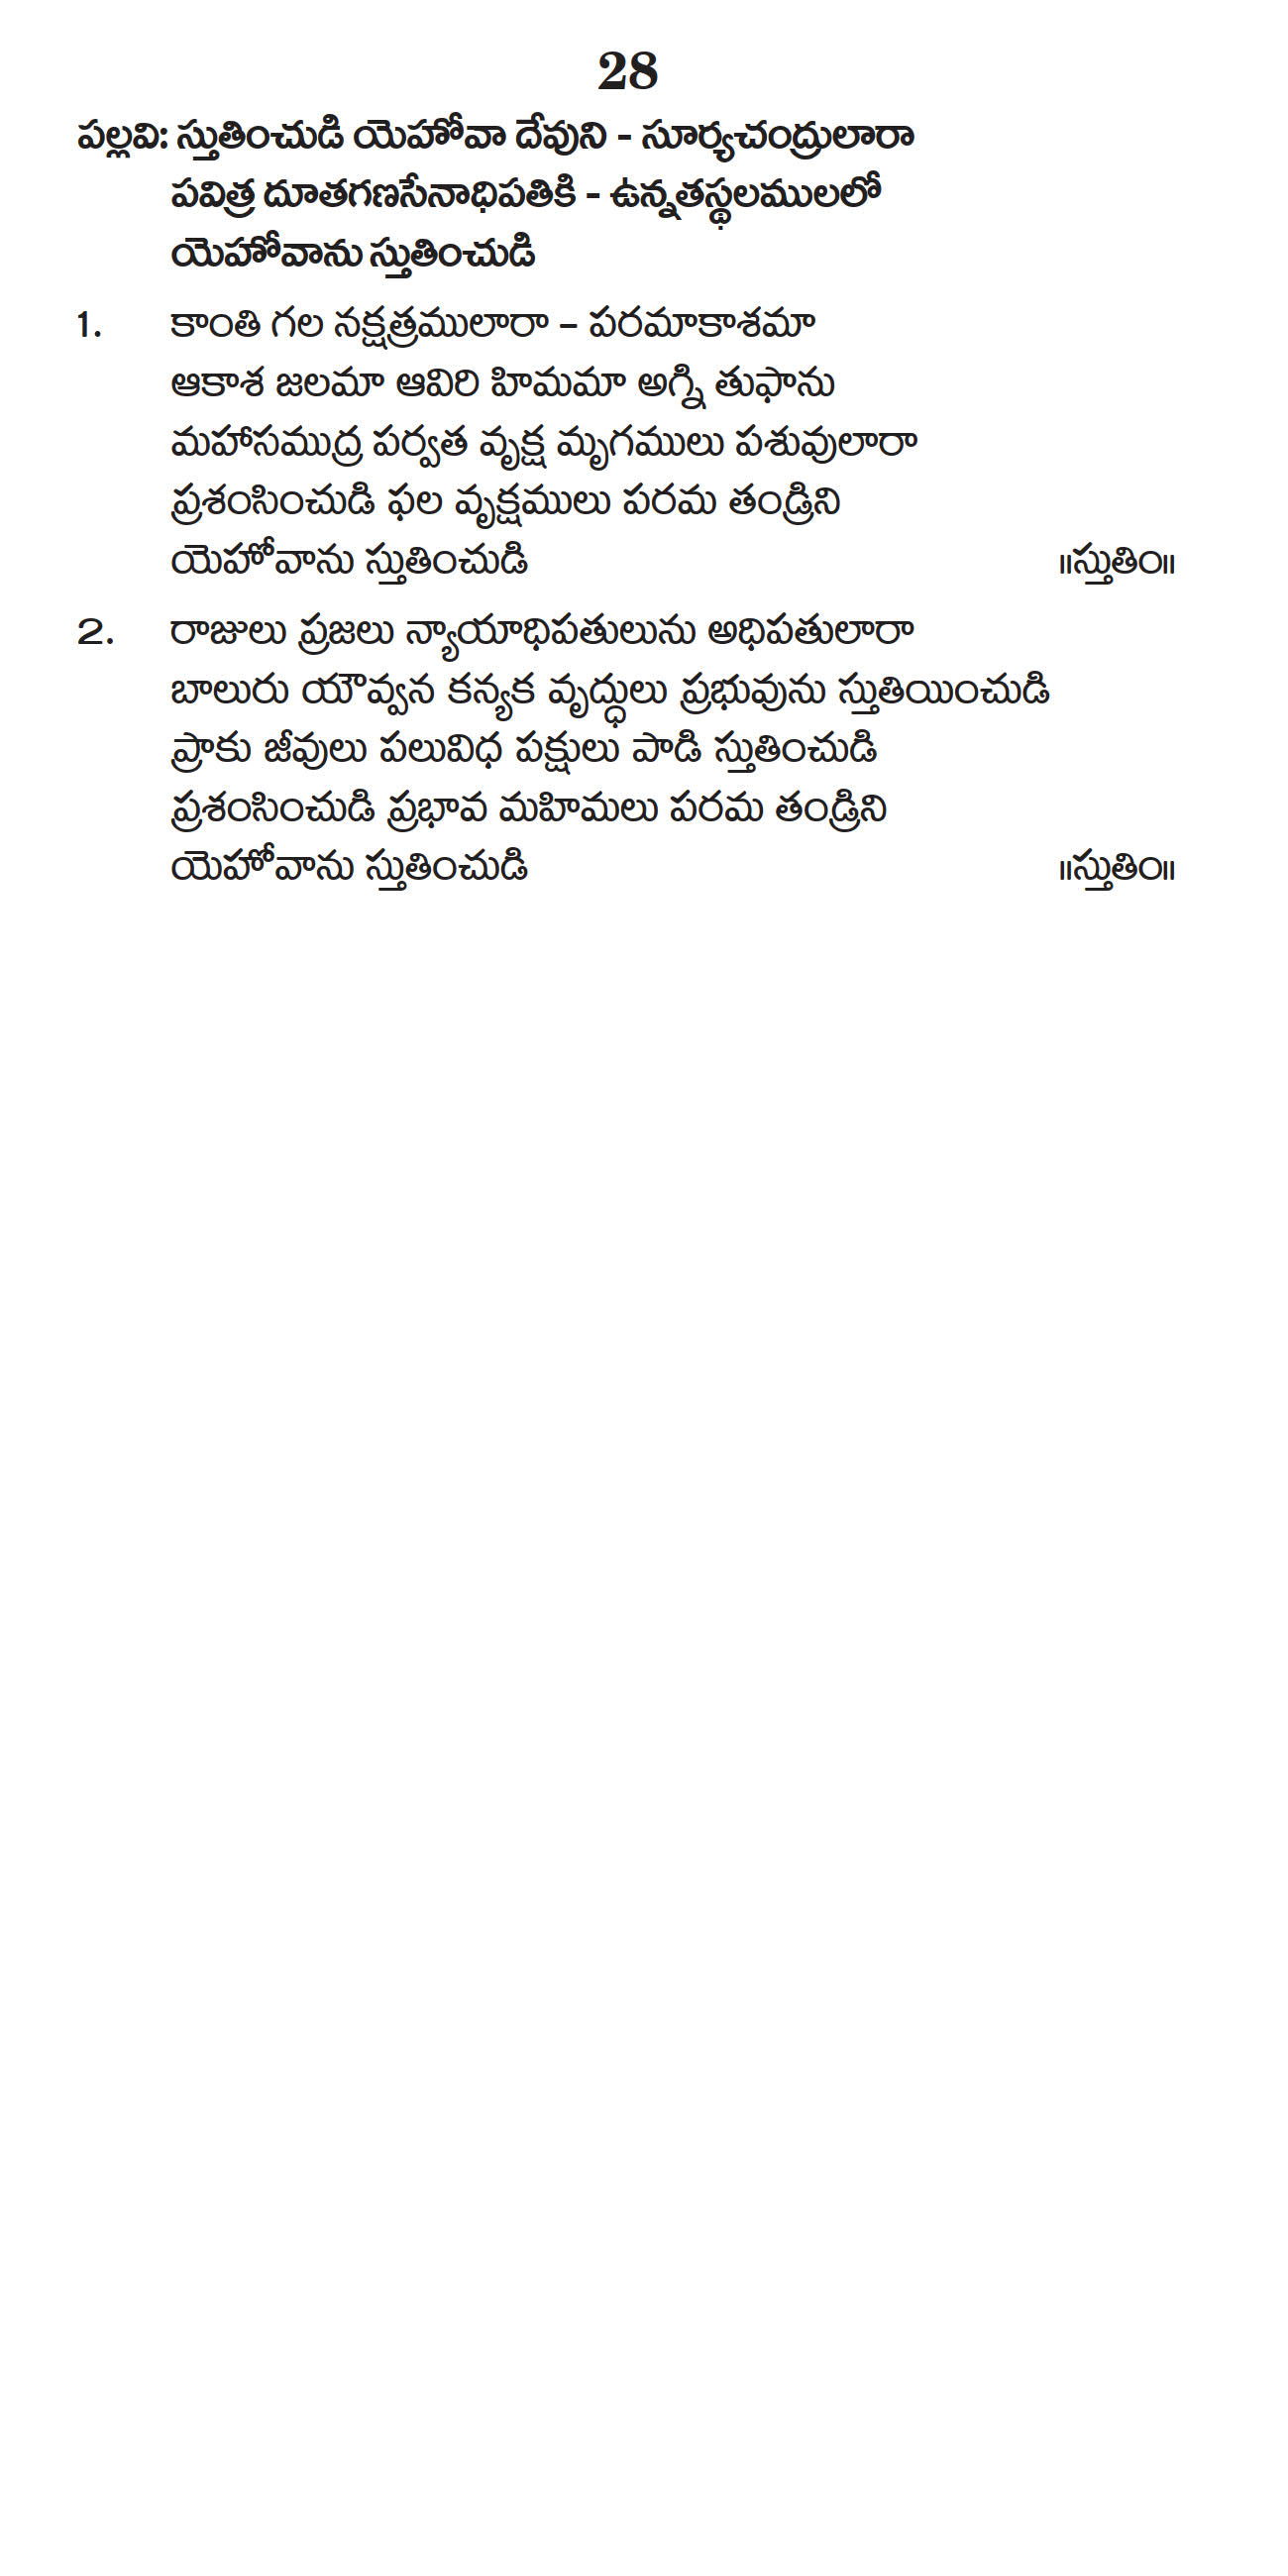 28
పల్లవి: స్తుతించుడి యెహోవా దేవుని - సూర్యచంద్రులారా
పవిత్ర దూతగణసేనాధిపతికి - ఉన్నతస్థలములలో
యెహోవాను స్తుతించుడి
1. కాంతి గల నక్షత్రములారా – పరమాకాశమా
ఆకాశ జలమా ఆవిరి హిమమా అగ్ని తుఫాను
మహాసముద్ర పర్వత వృక్ష మృగములు పశువులారా
ప్రశంసించుడి ఫల వృక్షములు పరమ తండ్రిని
యెహోవాను స్తుతించుడి ॥స్తుతిం॥
2. రాజులు ప్రజలు న్యాయాధిపతులును అధిపతులారా
బాలురు యౌవ్వన కన్యక వృద్ధులు ప్రభువును స్తుతియించుడి
ప్రాకు జీవులు పలువిధ పక్షులు పాడి స్తుతించుడి
ప్రశంసించుడి ప్రభావ మహిమలు పరమ తండ్రిని
యెహోవాను స్తుతించుడి ॥స్తుతిం॥